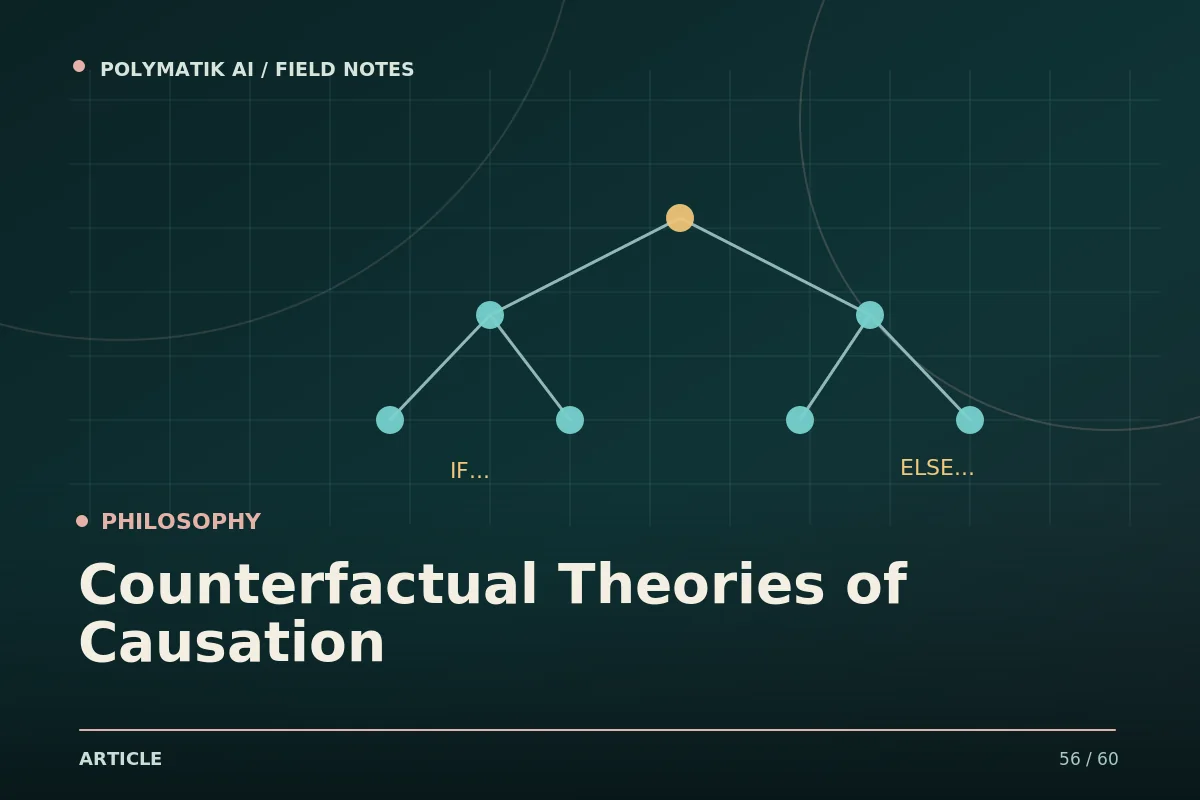 POLYMATIK AI / FIELD NOTES
IF...
ELSE...
PHILOSOPHY
Counterfactual Theories of
Causation
ARTICLE
56 / 60